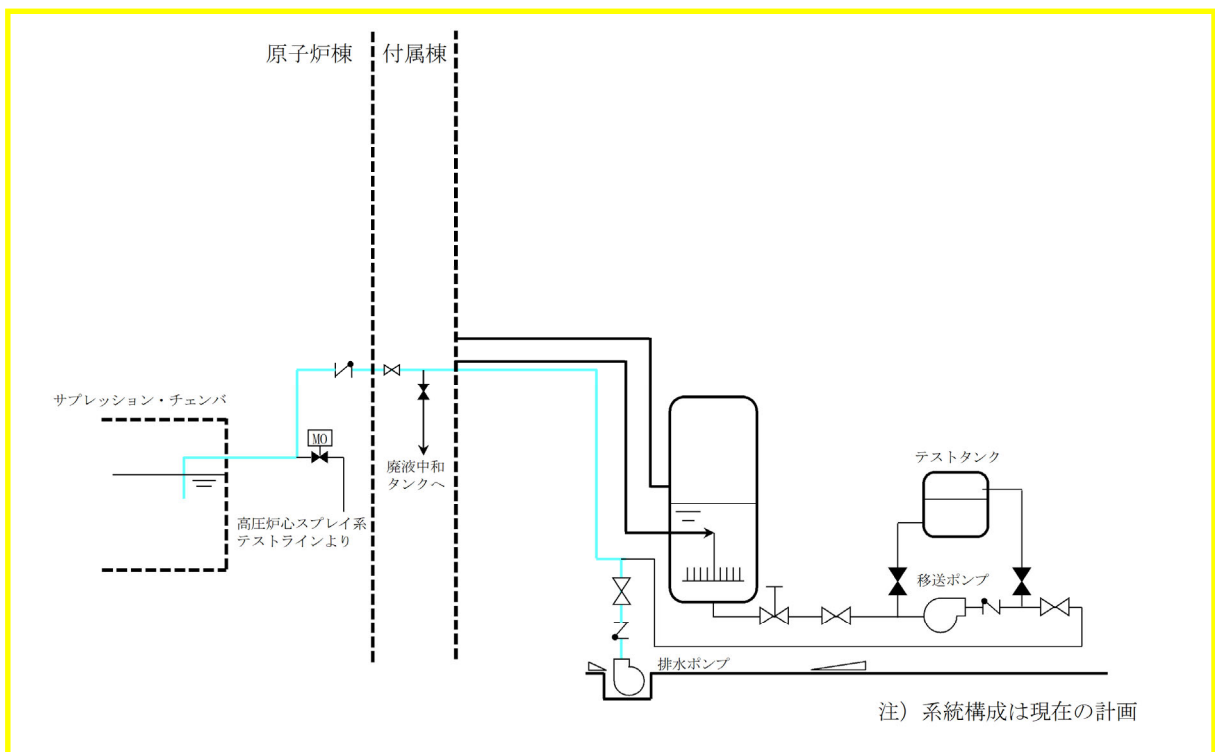 原子炉棟
付属棟
サプレッション・チェンバ
MO
高圧炉心スプレイ系
テストラインより
廃液中和
タンクへ
テストタンク
移送ポンプ
排水ポンプ
注）系統構成は現在の計画